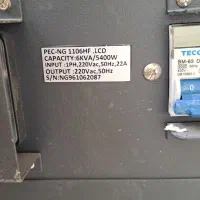 PEC-NG 1106HF .LCD
CAPACITY:6KVA/5400W
INPUT :1PH,220Vac,50Hz,22A
OUTPUT :220Vac,50Hz
S/N:NG961062087
TECO
BM-63